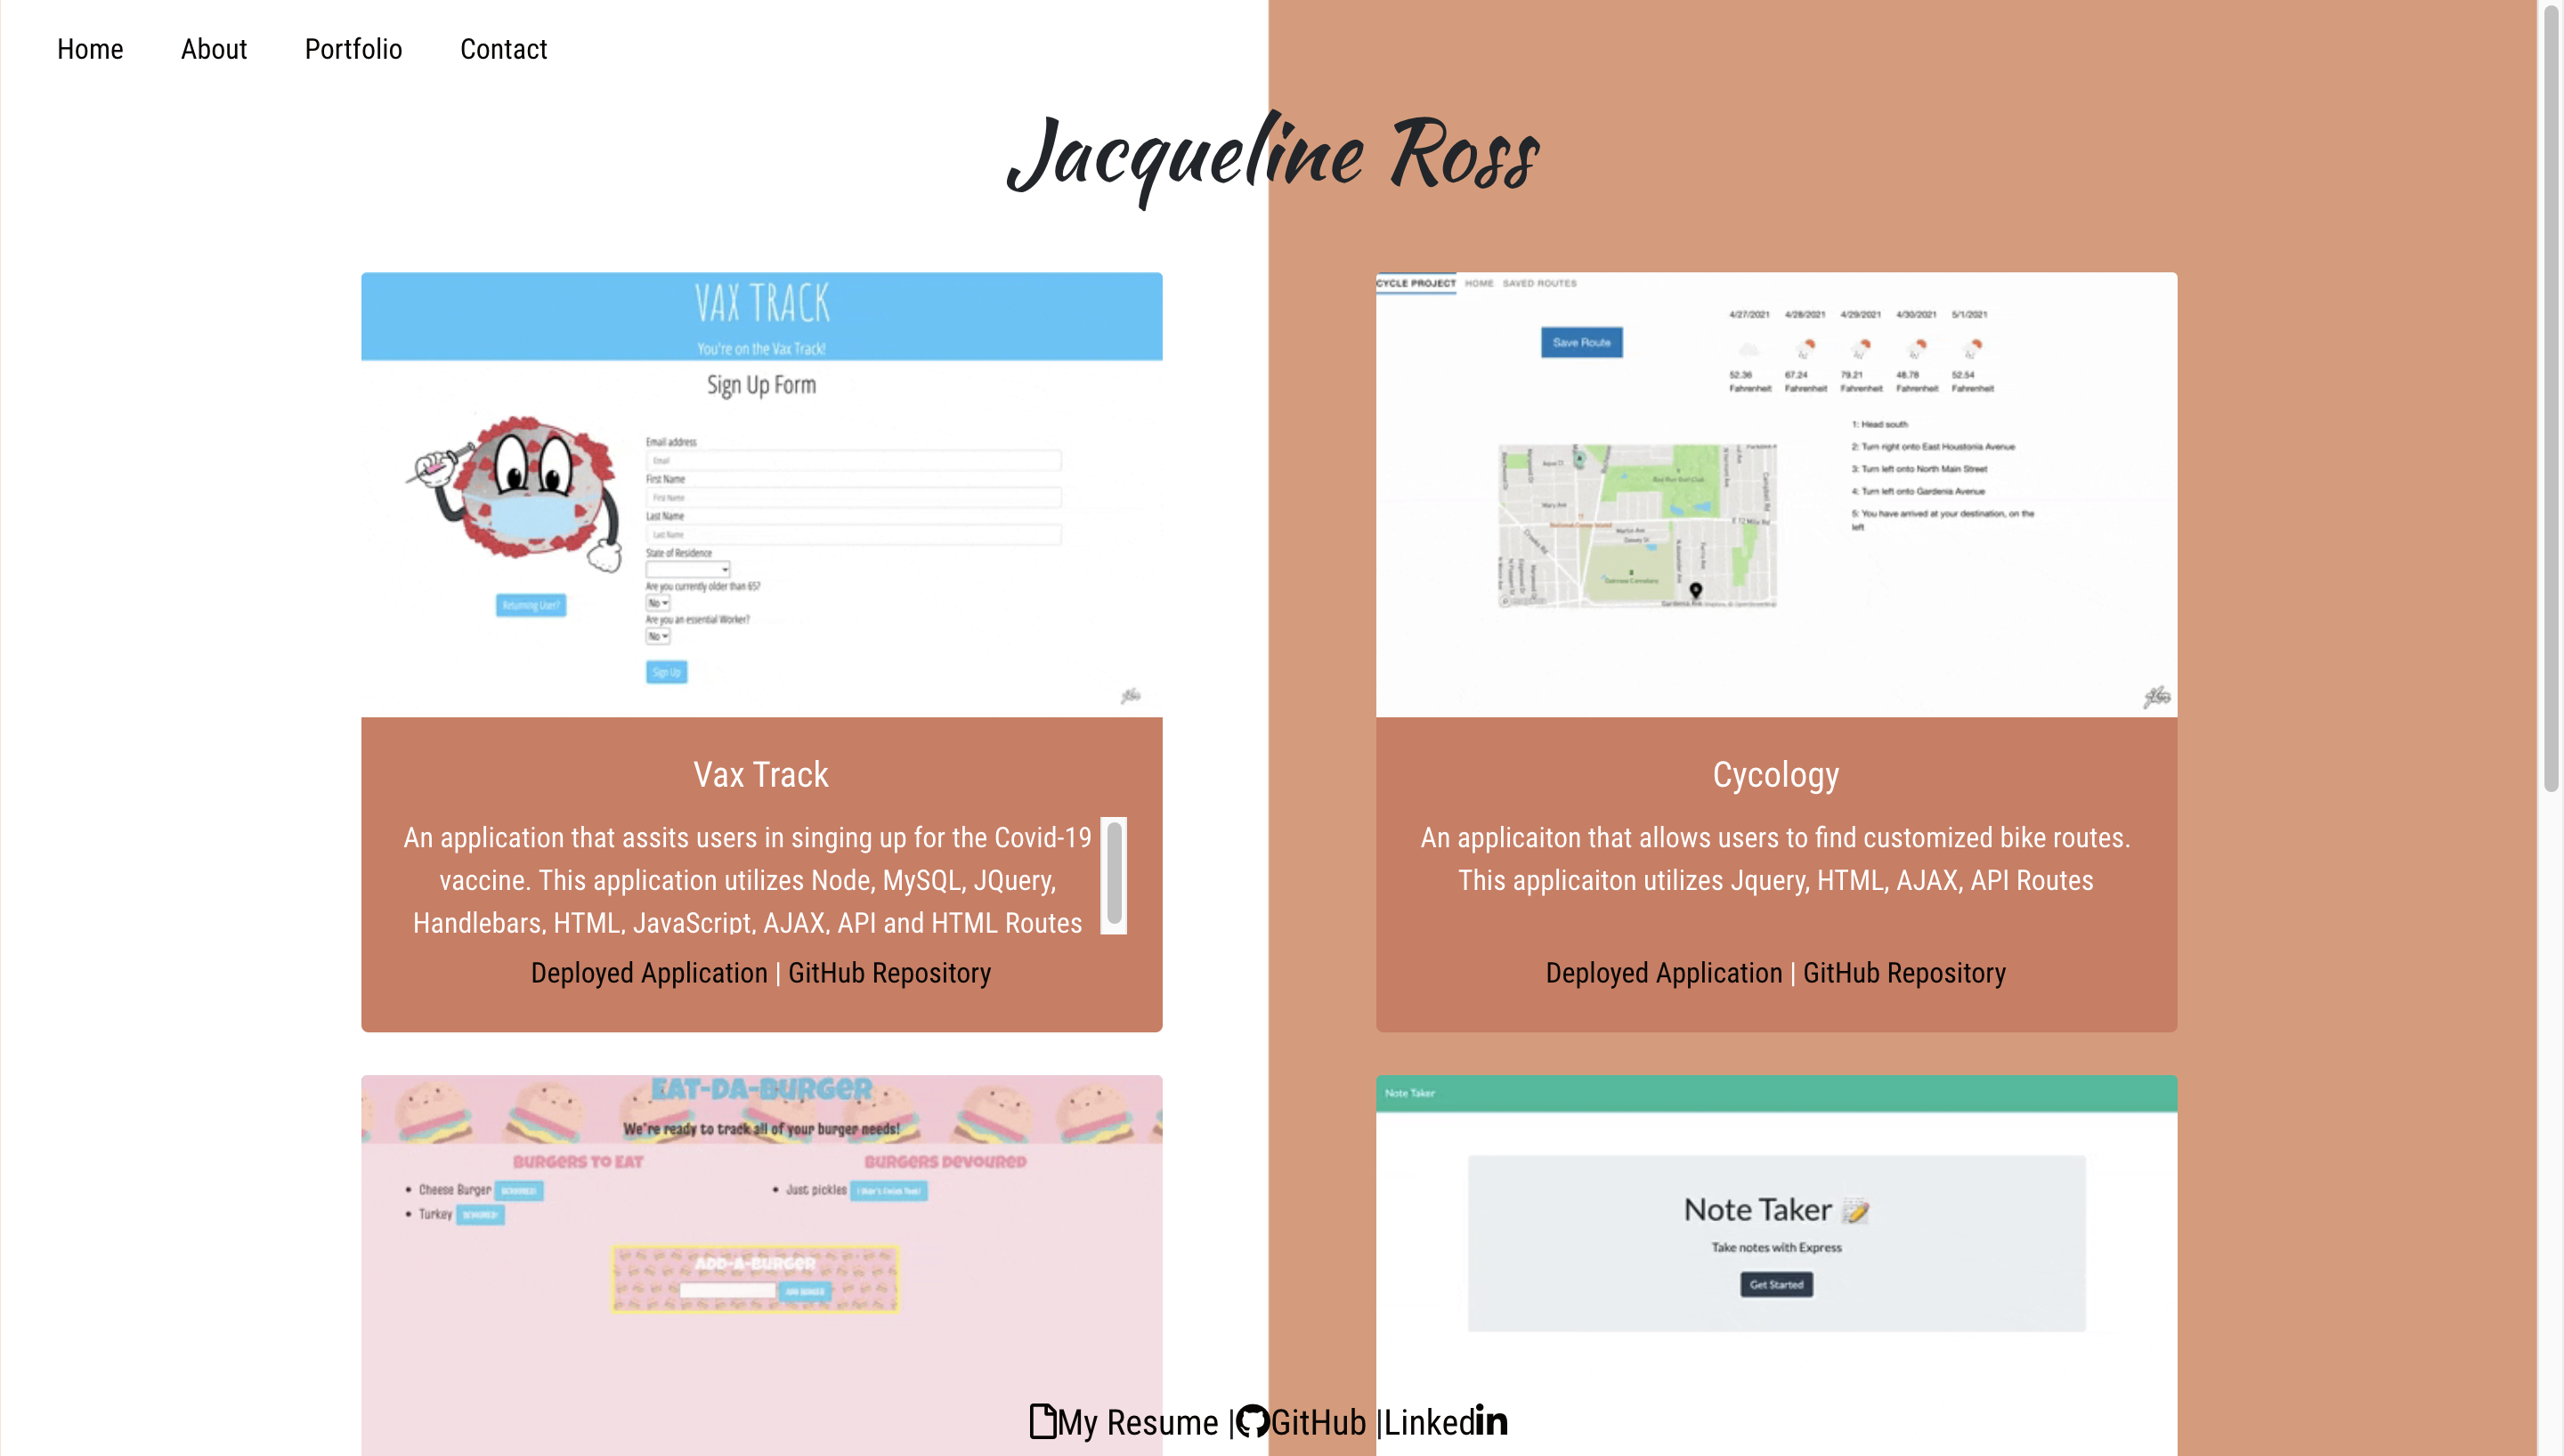 Home About Portfolio Contact
Jacqueline Ross
VAX TRACK
You're on the Vax Track!
Sign Up Form
Email address
Email
First Name
First Name
Last Name
Last Name
State of Residence
Are you currently older than 65?
No
Are you an essential Worker?
No
Returning User?
Sign Up
Vax Track
An application that assits users in singing up for the Covid-19
vaccine. This application utilizes Node, MySQL, JQuery,
Handlebars, HTML, JavaScript, AJAX, API and HTML Routes
Deployed Application | GitHub Repository
CYCLE PROJECT HOME SAVED ROUTES
Save Route
4/27/2021 4/28/2021 4/29/2021 4/30/2021 5/1/2021
52.36 67.24 79.21 48.78 52.54
Fahrenheit Fahrenheit Fahrenheit Fahrenheit Fahrenheit
1: Head south
2: Turn right onto East Houstonia Avenue
3: Turn left onto North Main Street
4: Turn left onto Gardenia Avenue
5: You have arrived at your destination, on the
left
Cycology
An applicaiton that allows users to find customized bike routes.
This applicaiton utilizes Jquery, HTML, AJAX, API Routes
Deployed Application | GitHub Repository
EAT-DA-BURGER
We're ready to track all of your burger needs!
BURGERS TO EAT
Cheese Burger
Turkey
BURGERS DEVOURED
Just pickles
ADD-A-BURGER
ADD BURGER
Note Taker
Note Taker
Take notes with Express
Get Started
My Resume |GitHub |Linkedin